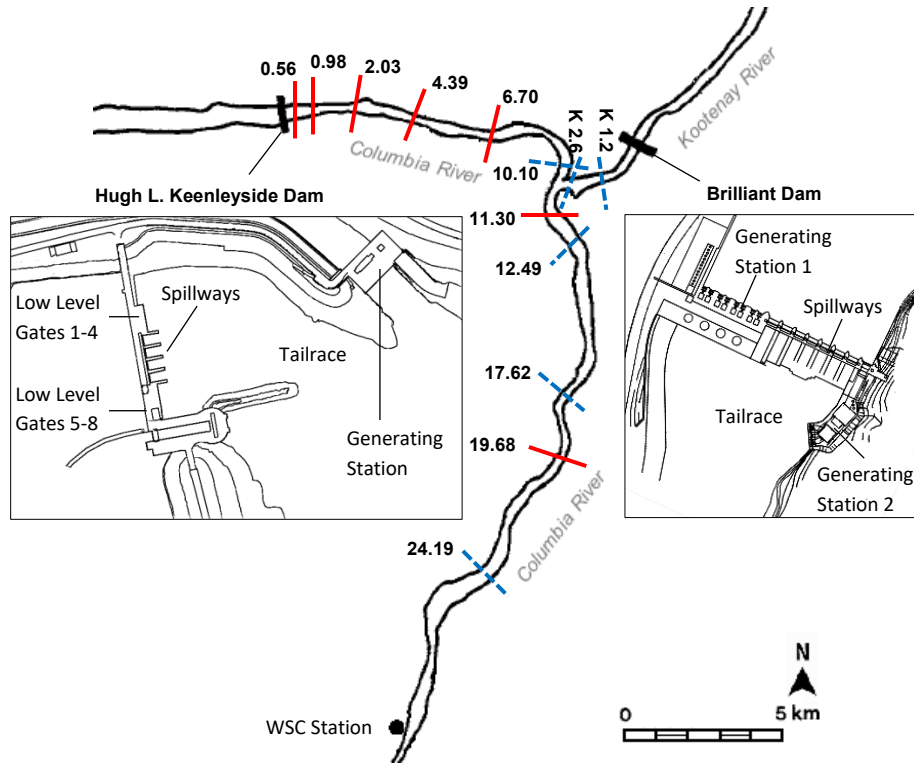 0.56
0.98
2.03
4.39
6.70
K 2.6
K 1.2
Kootenay River
Columbia River
10.10
Hugh L. Keenleyside Dam
Brilliant Dam
11.30
12.49
Low Level
Gates 1-4
Spillways
Tailrace
Low Level
Gates 5-8
Generating
Station
Generating
Station 1
Spillways
Tailrace
Generating
Station 2
17.62
19.68
Columbia River
24.19
WSC Station
N
0
5 km